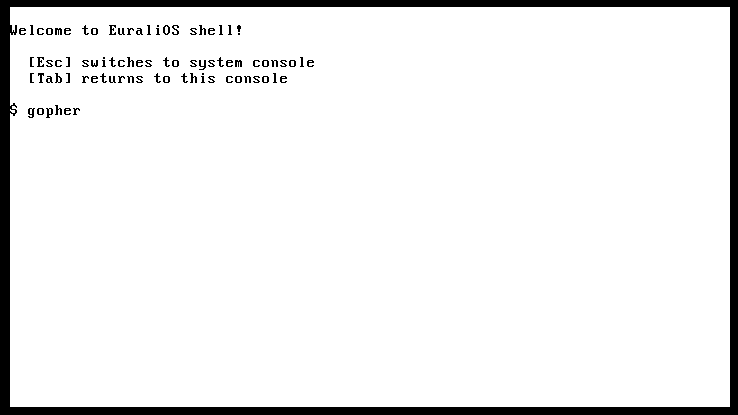 Welcome to EuraliOS shell!
[Esc] switches to system console
[Tab] returns to this console
$ gopher